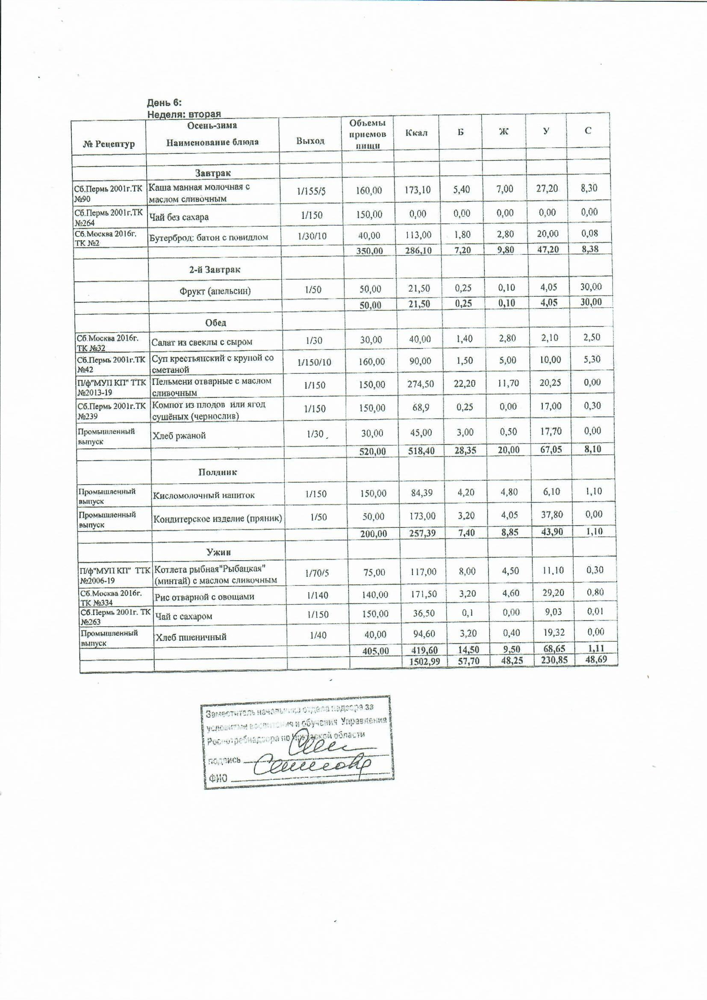 День 6:
Неделя: вторая
№ Рецептур Осень-зима Наименование блюда Выход Объемы приемов пищи Ккал Б Ж У С
Завтрак
Сб.Пермь 2001г.ТК №90 Каша манная молочная с маслом сливочным 1/155/5 160,00 173,10 5,40 7,00 27,20 8,30
Сб.Пермь 2001г.ТК №264 Чай без сахара 1/150 150,00 0,00 0,00 0,00 0,00 0,00
Сб.Москва 2016г. ТК №2 Бутерброд: батон с повидлом 1/30/10 40,00 113,00 1,80 2,80 20,00 0,08
350,00 286,10 7,20 9,80 47,20 8,38
2-й Завтрак
Фрукт (апельсин) 1/50 50,00 21,50 0,25 0,10 4,05 30,00
50,00 21,50 0,25 0,10 4,05 30,00
Обед
Сб.Москва 2016г. ТК №32 Салат из свеклы с сыром 1/30 30,00 40,00 1,40 2,80 2,10 2,50
Сб.Пермь 2001г.ТК №42 Суп крестьянский с крупой со сметаной 1/150/10 160,00 90,00 1,50 5,00 10,00 5,30
П/ф"МУП КП" ТТК №2013-19 Пельмени отварные с маслом сливочным 1/150 150,00 274,50 22,20 11,70 20,25 0,00
Сб.Пермь 2001г.ТК №239 Компот из плодов или ягод сушёных (чернослив) 1/150 150,00 68,9 0,25 0,00 17,00 0,30
Промышленный выпуск Хлеб ржаной 1/30 30,00 45,00 3,00 0,50 17,70 0,00
520,00 518,40 28,35 20,00 67,05 8,10
Полдник
Промышленный выпуск Кисломолочный напиток 1/150 150,00 84,39 4,20 4,80 6,10 1,10
Промышленный выпуск Кондитерское изделие (пряник) 1/50 50,00 173,00 3,20 4,05 37,80 0,00
200,00 257,39 7,40 8,85 43,90 1,10
Ужин
П/ф"МУП КП" ТТК №2006-19 Котлета рыбная"Рыбацкая" (минтай) с маслом сливочным 1/70/5 75,00 117,00 8,00 4,50 11,10 0,30
Сб.Москва 2016г. ТК №334 Рис отварной с овощами 1/140 140,00 171,50 3,20 4,60 29,20 0,80
Сб.Пермь 2001г. ТК №263 Чай с сахаром 1/150 150,00 36,50 0,1 0,00 9,03 0,01
Промышленный выпуск Хлеб пшеничный 1/40 40,00 94,60 3,20 0,40 19,32 0,00
405,00 419,60 14,50 9,50 68,65 1,11
1502,99 57,70 48,25 230,85 48,69
Заместитель начальника отдела надзора за
условиями воспитания и обучения Управления
Роспотребнадзора по области
подпись
ФИО